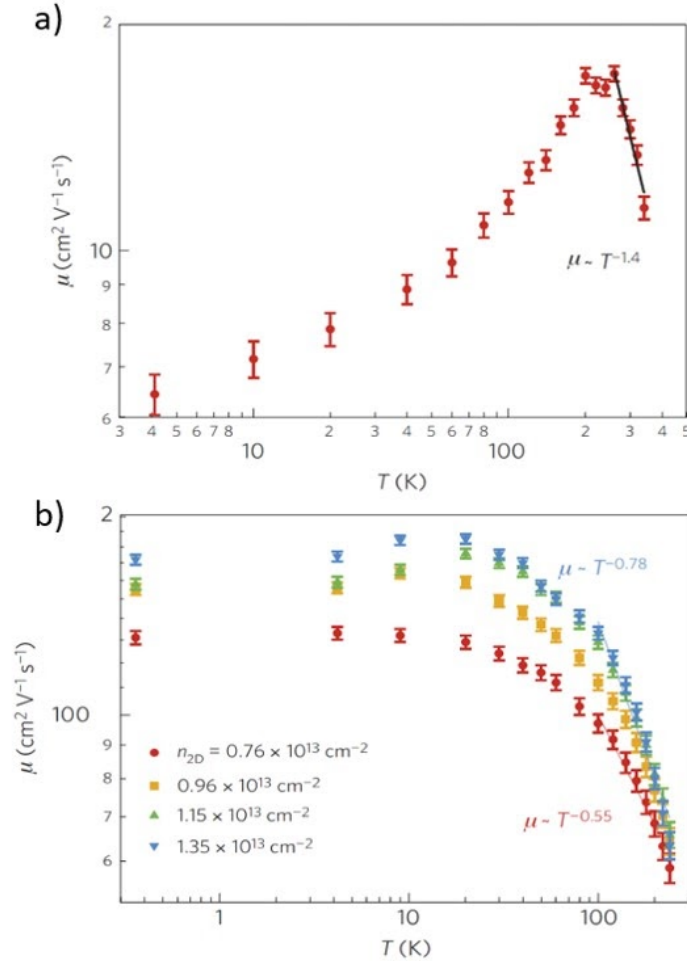 a)
2
10
9
8
7
6
μ (cm² V⁻¹ s⁻¹)
μ ~ T⁻¹·⁴
3 4 5 6 7 8 10 2 3 4 5 6 7 8 100 2 3 4 5
T (K)
b)
2
100
9
8
7
6
μ (cm² V⁻¹ s⁻¹)
μ ~ T⁻⁰·⁷⁸
n2D = 0.76 × 10¹³ cm⁻²
0.96 × 10¹³ cm⁻²
1.15 × 10¹³ cm⁻²
1.35 × 10¹³ cm⁻²
μ ~ T⁻⁰·⁵⁵
1 10 100
T (K)